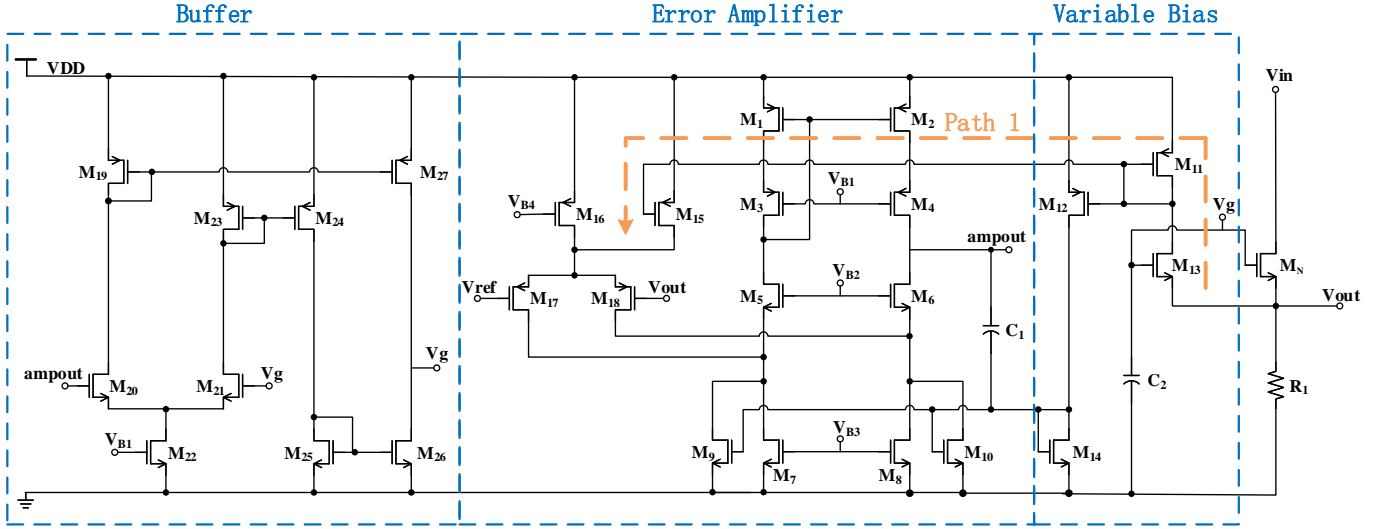 Buffer
Error Amplifier
Variable Bias
VDD
Vin
M1
M2
Path 1
M19
M27
M11
VB1
VB4
M23
M24
M16
M15
M3
M4
M12
Vg
ampout
M13
MN
Vref
M17
M18
Vout
M5
VB2
M6
Vout
C1
ampout
M20
M21
Vg
Vg
C2
R1
VB1
M22
M25
M26
M9
VB3
M10
M14
M7
M8